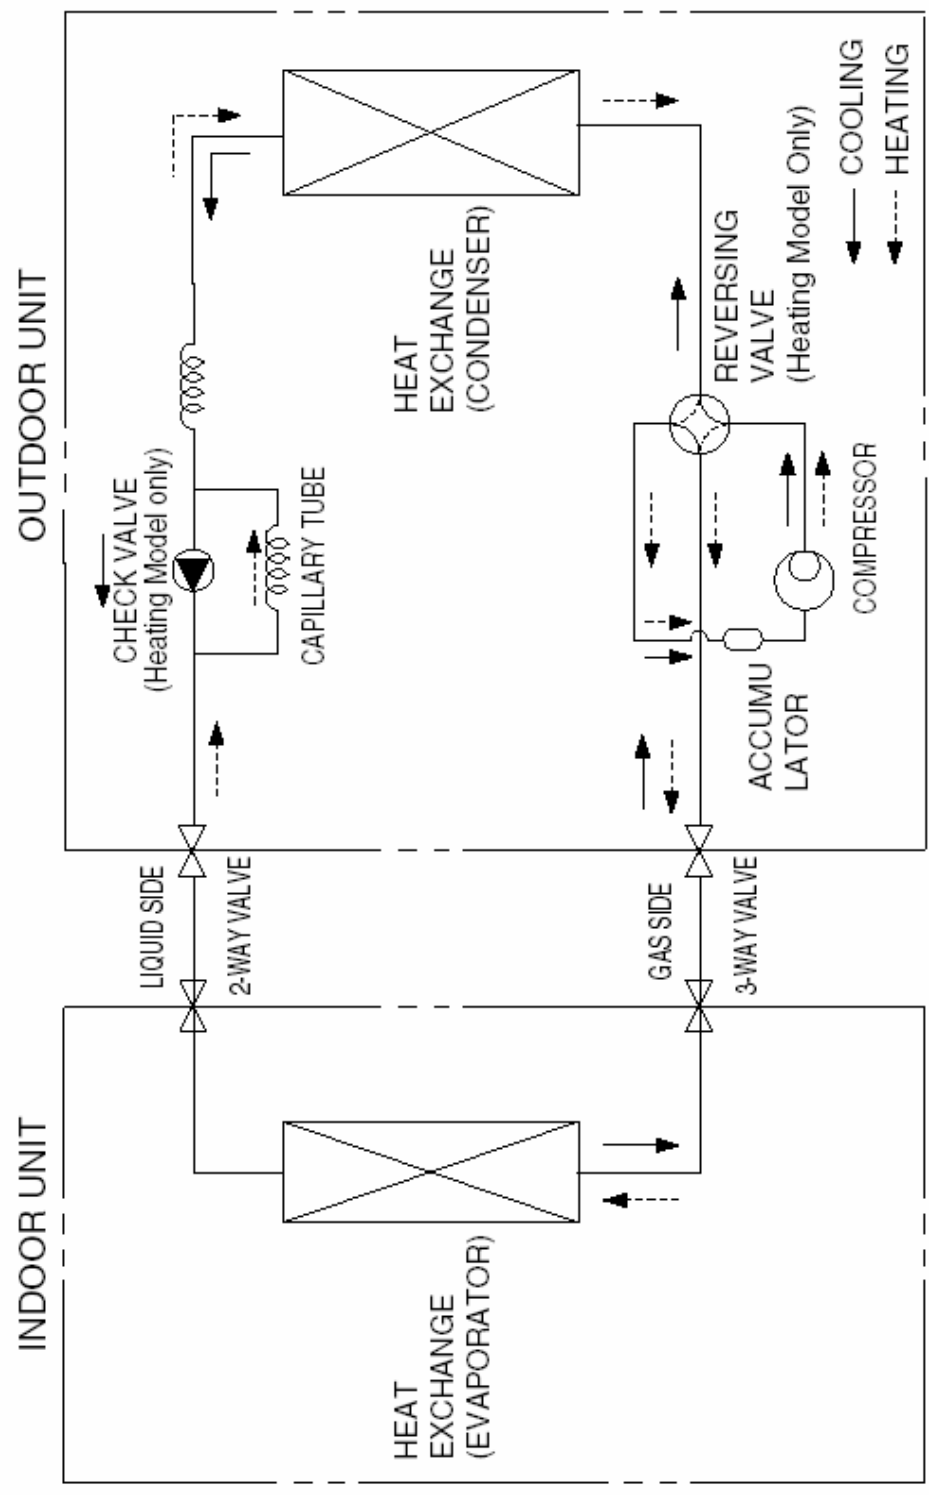 INDOOR UNIT
OUTDOOR UNIT
LIQUID SIDE
2-WAY VALVE
CHECK VALVE
(Heating Model only)
CAPILLARY TUBE
HEAT
EXCHANGE
(EVAPORATOR)
HEAT
EXCHANGE
(CONDENSER)
GAS SIDE
3-WAY VALVE
ACCUMU
LATOR
COMPRESSOR
REVERSING
VALVE
(Heating Model Only)
COOLING
HEATING